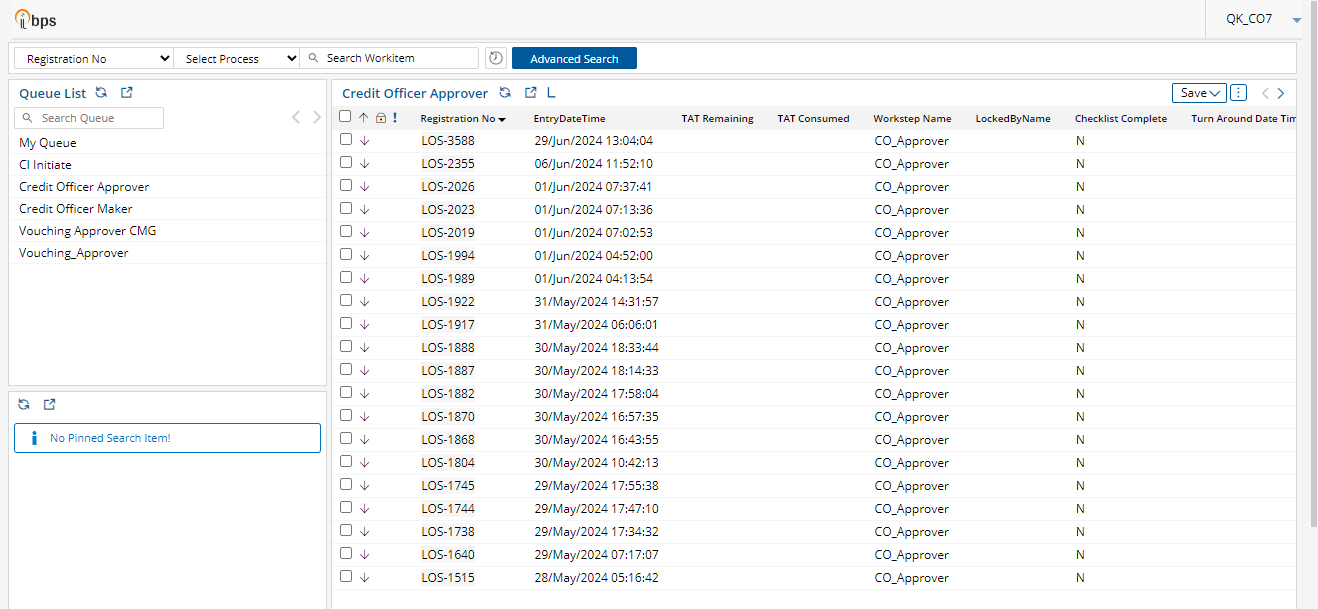 ibps
QK_CO7
Registration No Select Process Search Workitem Advanced Search
Queue List
Search Queue
My Queue
CI Initiate
Credit Officer Approver
Credit Officer Maker
Vouching Approver CMG
Vouching_Approver
No Pinned Search Item!
Credit Officer Approver L Save
Registration No EntryDateTime TAT Remaining TAT Consumed Workstep Name LockedByName Checklist Complete Turn Around Date Tim
LOS-3588 29/Jun/2024 13:04:04 CO_Approver N
LOS-2355 06/Jun/2024 11:52:10 CO_Approver N
LOS-2026 01/Jun/2024 07:37:41 CO_Approver N
LOS-2023 01/Jun/2024 07:13:36 CO_Approver N
LOS-2019 01/Jun/2024 07:02:53 CO_Approver N
LOS-1994 01/Jun/2024 04:52:00 CO_Approver N
LOS-1989 01/Jun/2024 04:13:54 CO_Approver N
LOS-1922 31/May/2024 14:31:57 CO_Approver N
LOS-1917 31/May/2024 06:06:01 CO_Approver N
LOS-1888 30/May/2024 18:33:44 CO_Approver N
LOS-1887 30/May/2024 18:14:33 CO_Approver N
LOS-1882 30/May/2024 17:58:04 CO_Approver N
LOS-1870 30/May/2024 16:57:35 CO_Approver N
LOS-1868 30/May/2024 16:43:55 CO_Approver N
LOS-1804 30/May/2024 10:42:13 CO_Approver N
LOS-1745 29/May/2024 17:55:38 CO_Approver N
LOS-1744 29/May/2024 17:47:10 CO_Approver N
LOS-1738 29/May/2024 17:34:32 CO_Approver N
LOS-1640 29/May/2024 07:17:07 CO_Approver N
LOS-1515 28/May/2024 05:16:42 CO_Approver N